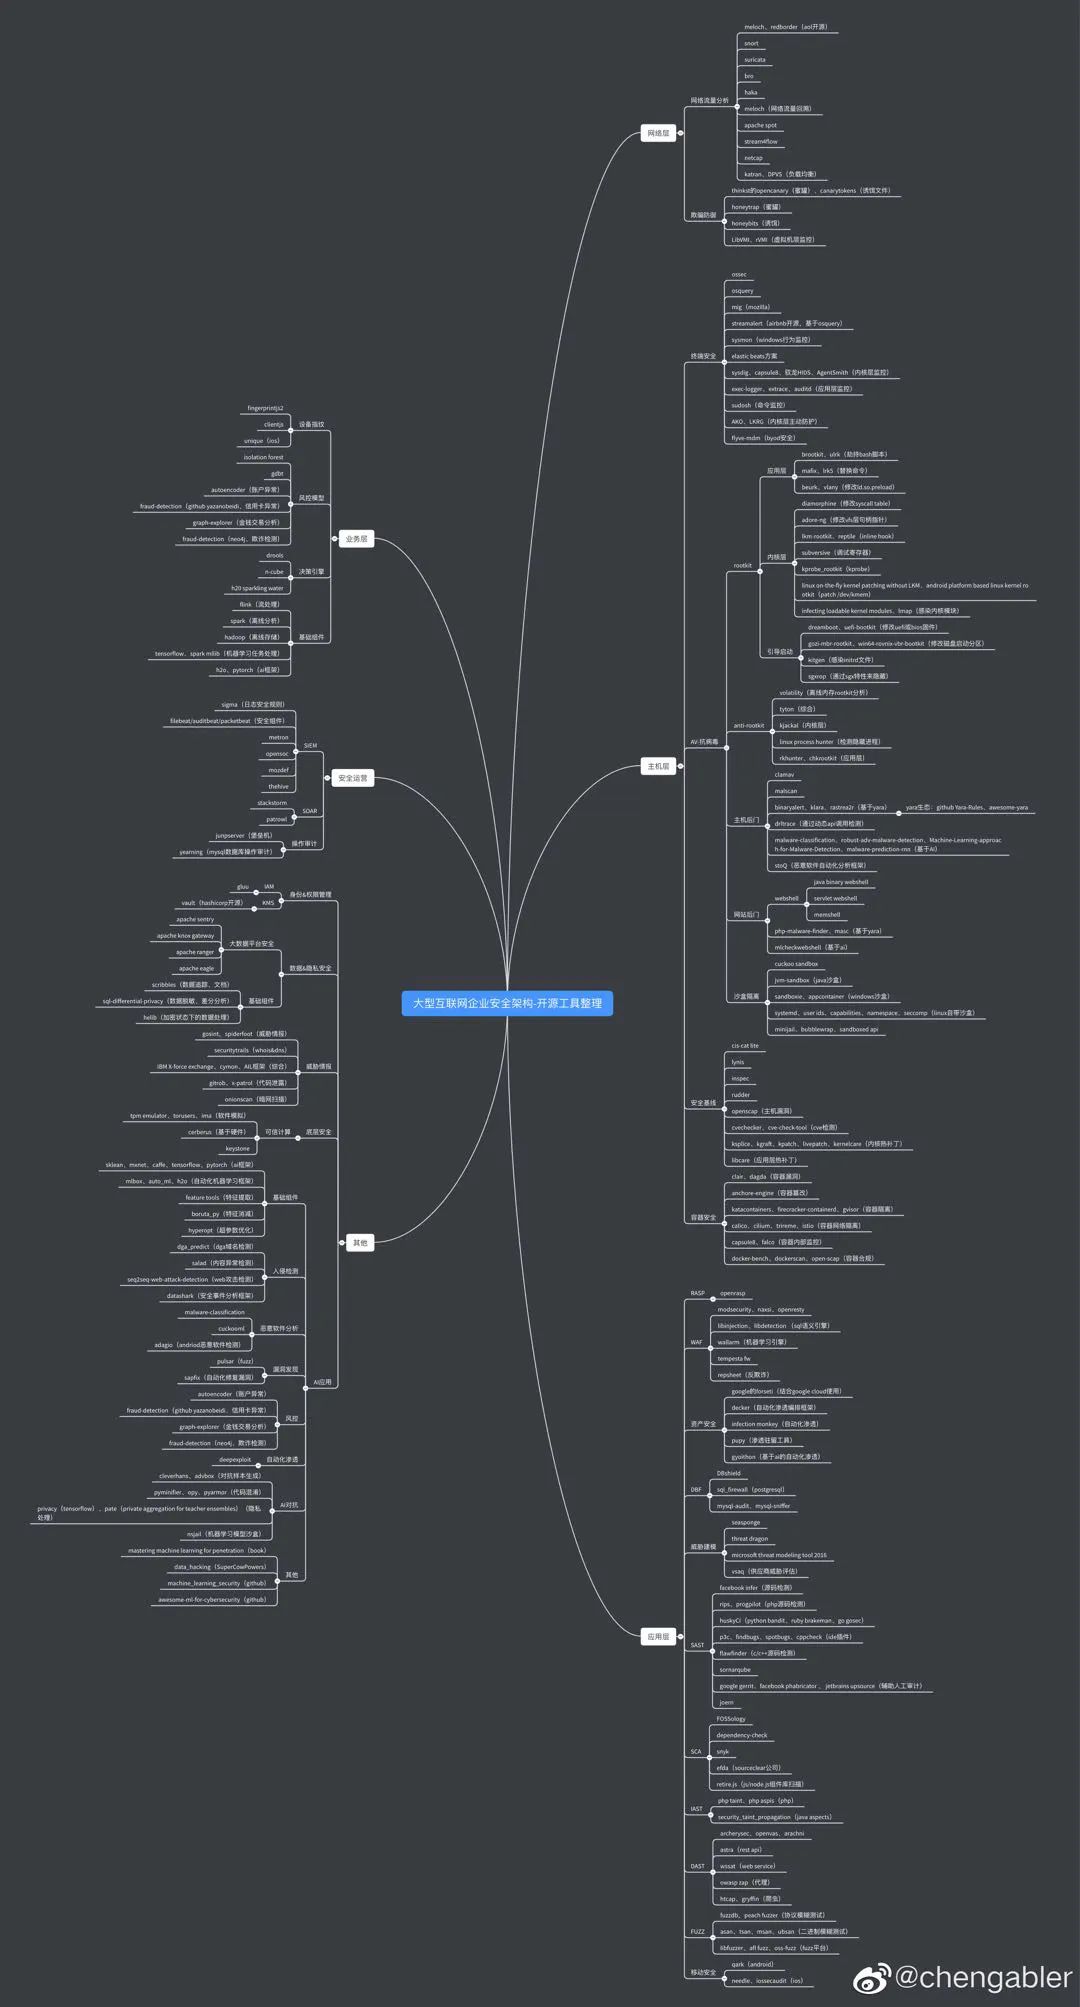 大型互联网企业安全架构-开源工具整理
网络层
网络流量分析
meloch、redborder（aol开源）
snort
suricata
bro
haka
meloch（网络流量回溯）
apache spot
stream4flow
netcap
katran、DPVS（负载均衡）
欺骗防御
thinkst的opencanary（蜜罐）、canarytokens（诱饵文件）
honeytrap（蜜罐）
honeybits（诱饵）
LibVMI、rVMI（虚拟机层监控）
主机层
终端安全
ossec
osquery
mig（mozilla）
streamalert（airbnb开源，基于osquery）
sysmon（windows行为监控）
elastic beats方案
sysdig、capsule8、驭龙HIDS、AgentSmith（内核层监控）
exec-logger、extrace、auditd（应用层监控）
sudosh（命令监控）
AKO、LKRG（内核层主动防护）
flyve-mdm（byod安全）
AV-抗病毒
rootkit
应用层
brootkit、ulrk（劫持bash脚本）
mafix、lrk5（替换命令）
beurk、vlany（修改ld.so.preload）
内核层
diamorphine（修改syscall table）
adore-ng（修改vfs层句柄指针）
lkm-rootkit、reptile（inline hook）
subversive（调试寄存器）
kprobe_rootkit（kprobe）
linux on-the-fly kernel patching without LKM、android platform based linux kernel ro
otkit（patch /dev/kmem）
infecting loadable kernel modules、lmap（感染内核模块）
引导启动
dreamboot、uefi-bootkit（修改uefi或bios固件）
gozi-mbr-rootkit、win64-rovnix-vbr-bootkit（修改磁盘启动分区）
kitgen（感染initrd文件）
sgxrop（通过sgx特性来隐藏）
anti-rootkit
volatility（离线内存rootkit分析）
tyton（综合）
kjackal（内核层）
linux process hunter（检测隐藏进程）
rkhunter、chkrootkit（应用层）
主机后门
clamav
malscan
binaryalert、klara、rastrea2r（基于yara）
yara生态：github Yara-Rules、awesome-yara
drltrace（通过动态api调用检测）
malware-classification、robust-adv-malware-detection、Machine-Learning-approac
h-for-Malware-Detection、malware-prediction-rnn（基于AI）
stoQ（恶意软件自动化分析框架）
网站后门
webshell
java binary webshell
servlet webshell
memshell
php-malware-finder、masc（基于yara）
mlcheckwebshell（基于ai）
沙盒隔离
cuckoo sandbox
jvm-sandbox（java沙盒）
sandboxie、appcontainer（windows沙盒）
systemd、user ids、capabilities、namespace、seccomp（linux自带沙盒）
minijail、bubblewrap、sandboxed api
安全基线
cis-cat lite
lynis
inspec
rudder
openscap（主机漏洞）
cvechecker、cve-check-tool（cve检测）
ksplice、kgraft、kpatch、livepatch、kernelcare（内核热补丁）
libcare（应用层热补丁）
容器安全
clair、dagda（容器漏洞）
anchore-engine（容器篡改）
katacontainers、firecracker-containerd、gvisor（容器隔离）
calico、cilium、trireme、istio（容器网络隔离）
capsule8、falco（容器内部监控）
docker-bench、dockerscan、open-scap（容器合规）
应用层
RASP
openrasp
WAF
modsecurity、naxsi、openresty
libinjection、libdetection（sql语义引擎）
wallarm（机器学习引擎）
tempesta fw
repsheet（反欺诈）
资产安全
google的forseti（结合google cloud使用）
decker（自动化渗透编排框架）
infection monkey（自动化渗透）
pupy（渗透驻留工具）
gyoithon（基于ai的自动化渗透）
DBF
DBshield
sql_firewall（postgresql）
mysql-audit、mysql-sniffer
威胁建模
seasponge
threat dragon
microsoft threat modeling tool 2016
vsaq（供应商威胁评估）
SAST
facebook infer（源码检测）
rips、progpilot（php源码检测）
huskyCI（python bandit、ruby brakeman、go gosec）
p3c、findbugs、spotbugs、cppcheck（ide插件）
flawfinder（c/c++源码检测）
sornarqube
google gerrit、facebook phabricator 、 jetbrains upsource（辅助人工审计）
joern
SCA
FOSSology
dependency-check
snyk
efda（sourceclear公司）
retire.js（js/node.js组件库扫描）
IAST
php taint、php aspis（php）
security_taint_propagation（java aspects）
DAST
archerysec、openvas、arachni
astra（rest api）
wssat（web service）
owasp zap（代理）
htcap、gryffin（爬虫）
FUZZ
fuzzdb、peach fuzzer（协议模糊测试）
asan、tsan、msan、ubsan（二进制模糊测试）
libfuzzer、afl fuzz、oss-fuzz（fuzz平台）
移动安全
qark（android）
needle、iossecaudit（ios）
业务层
设备指纹
fingerprintjs2
clientjs
unique（ios）
风控模型
isolation forest
gdbt
autoencoder（账户异常）
fraud-detection（github yazanobeidi、信用卡异常）
graph-explorer（金钱交易分析）
fraud-detection（neo4j、欺诈检测）
决策引擎
drools
n-cube
h20 sparkling water
基础组件
flink（流处理）
spark（离线分析）
hadoop（离线存储）
tensorflow、spark mllib（机器学习任务处理）
h2o、pytorch（ai框架）
安全运营
SIEM
sigma（日志安全规则）
filebeat/auditbeat/packetbeat（安全组件）
metron
opensoc
mozdef
thehive
SOAR
stackstorm
patrowl
操作审计
junpserver（堡垒机）
yearning（mysql数据库操作审计）
其他
身份&权限管理
IAM
gluu
KMS
vault（hashicorp开源）
数据&隐私安全
大数据平台安全
apache sentry
apache knox gateway
apache ranger
apache eagle
基础组件
scribbles（数据追踪、文档）
sql-differential-privacy（数据脱敏、差分分析）
helib（加密状态下的数据处理）
威胁情报
gosint、spiderfoot（威胁情报）
securitytrails（whois&dns）
IBM X-force exchange、cymon、AIL框架（综合）
gitrob、x-patrol（代码泄露）
onionscan（暗网扫描）
底层安全
可信计算
tpm emulator、torusers、ima（软件模拟）
cerberus（基于硬件）
keystone
AI应用
基础组件
sklean、mxnet、caffe、tensorflow、pytorch（ai框架）
mlbox、auto_ml、h2o（自动化机器学习框架）
feature tools（特征提取）
boruta_py（特征消减）
hyperopt（超参数优化）
入侵检测
dga_predict（dga域名检测）
salad（内容异常检测）
seq2seq-web-attack-detection（web攻击检测）
datashark（安全事件分析框架）
恶意软件分析
malware-classification
cuckooml
adagio（andriod恶意软件检测）
漏洞发现
pulsar（fuzz）
sapfix（自动化修复漏洞）
风控
autoencoder（账户异常）
fraud-detection（github yazanobeidi、信用卡异常）
graph-explorer（金钱交易分析）
fraud-detection（neo4j、欺诈检测）
自动化渗透
deepexploit
AI对抗
cleverhans、advbox（对抗样本生成）
pyminifier、opy、pyarmor（代码混淆）
privacy（tensorflow）、pate（private aggregation for teacher ensembles）（隐私
处理）
nsjail（机器学习模型沙盒）
其他
mastering machine learning for penetration（book）
data_hacking（SuperCowPowers）
machine_learning_security（github）
awesome-ml-for-cybersecurity（github）
@chengabler